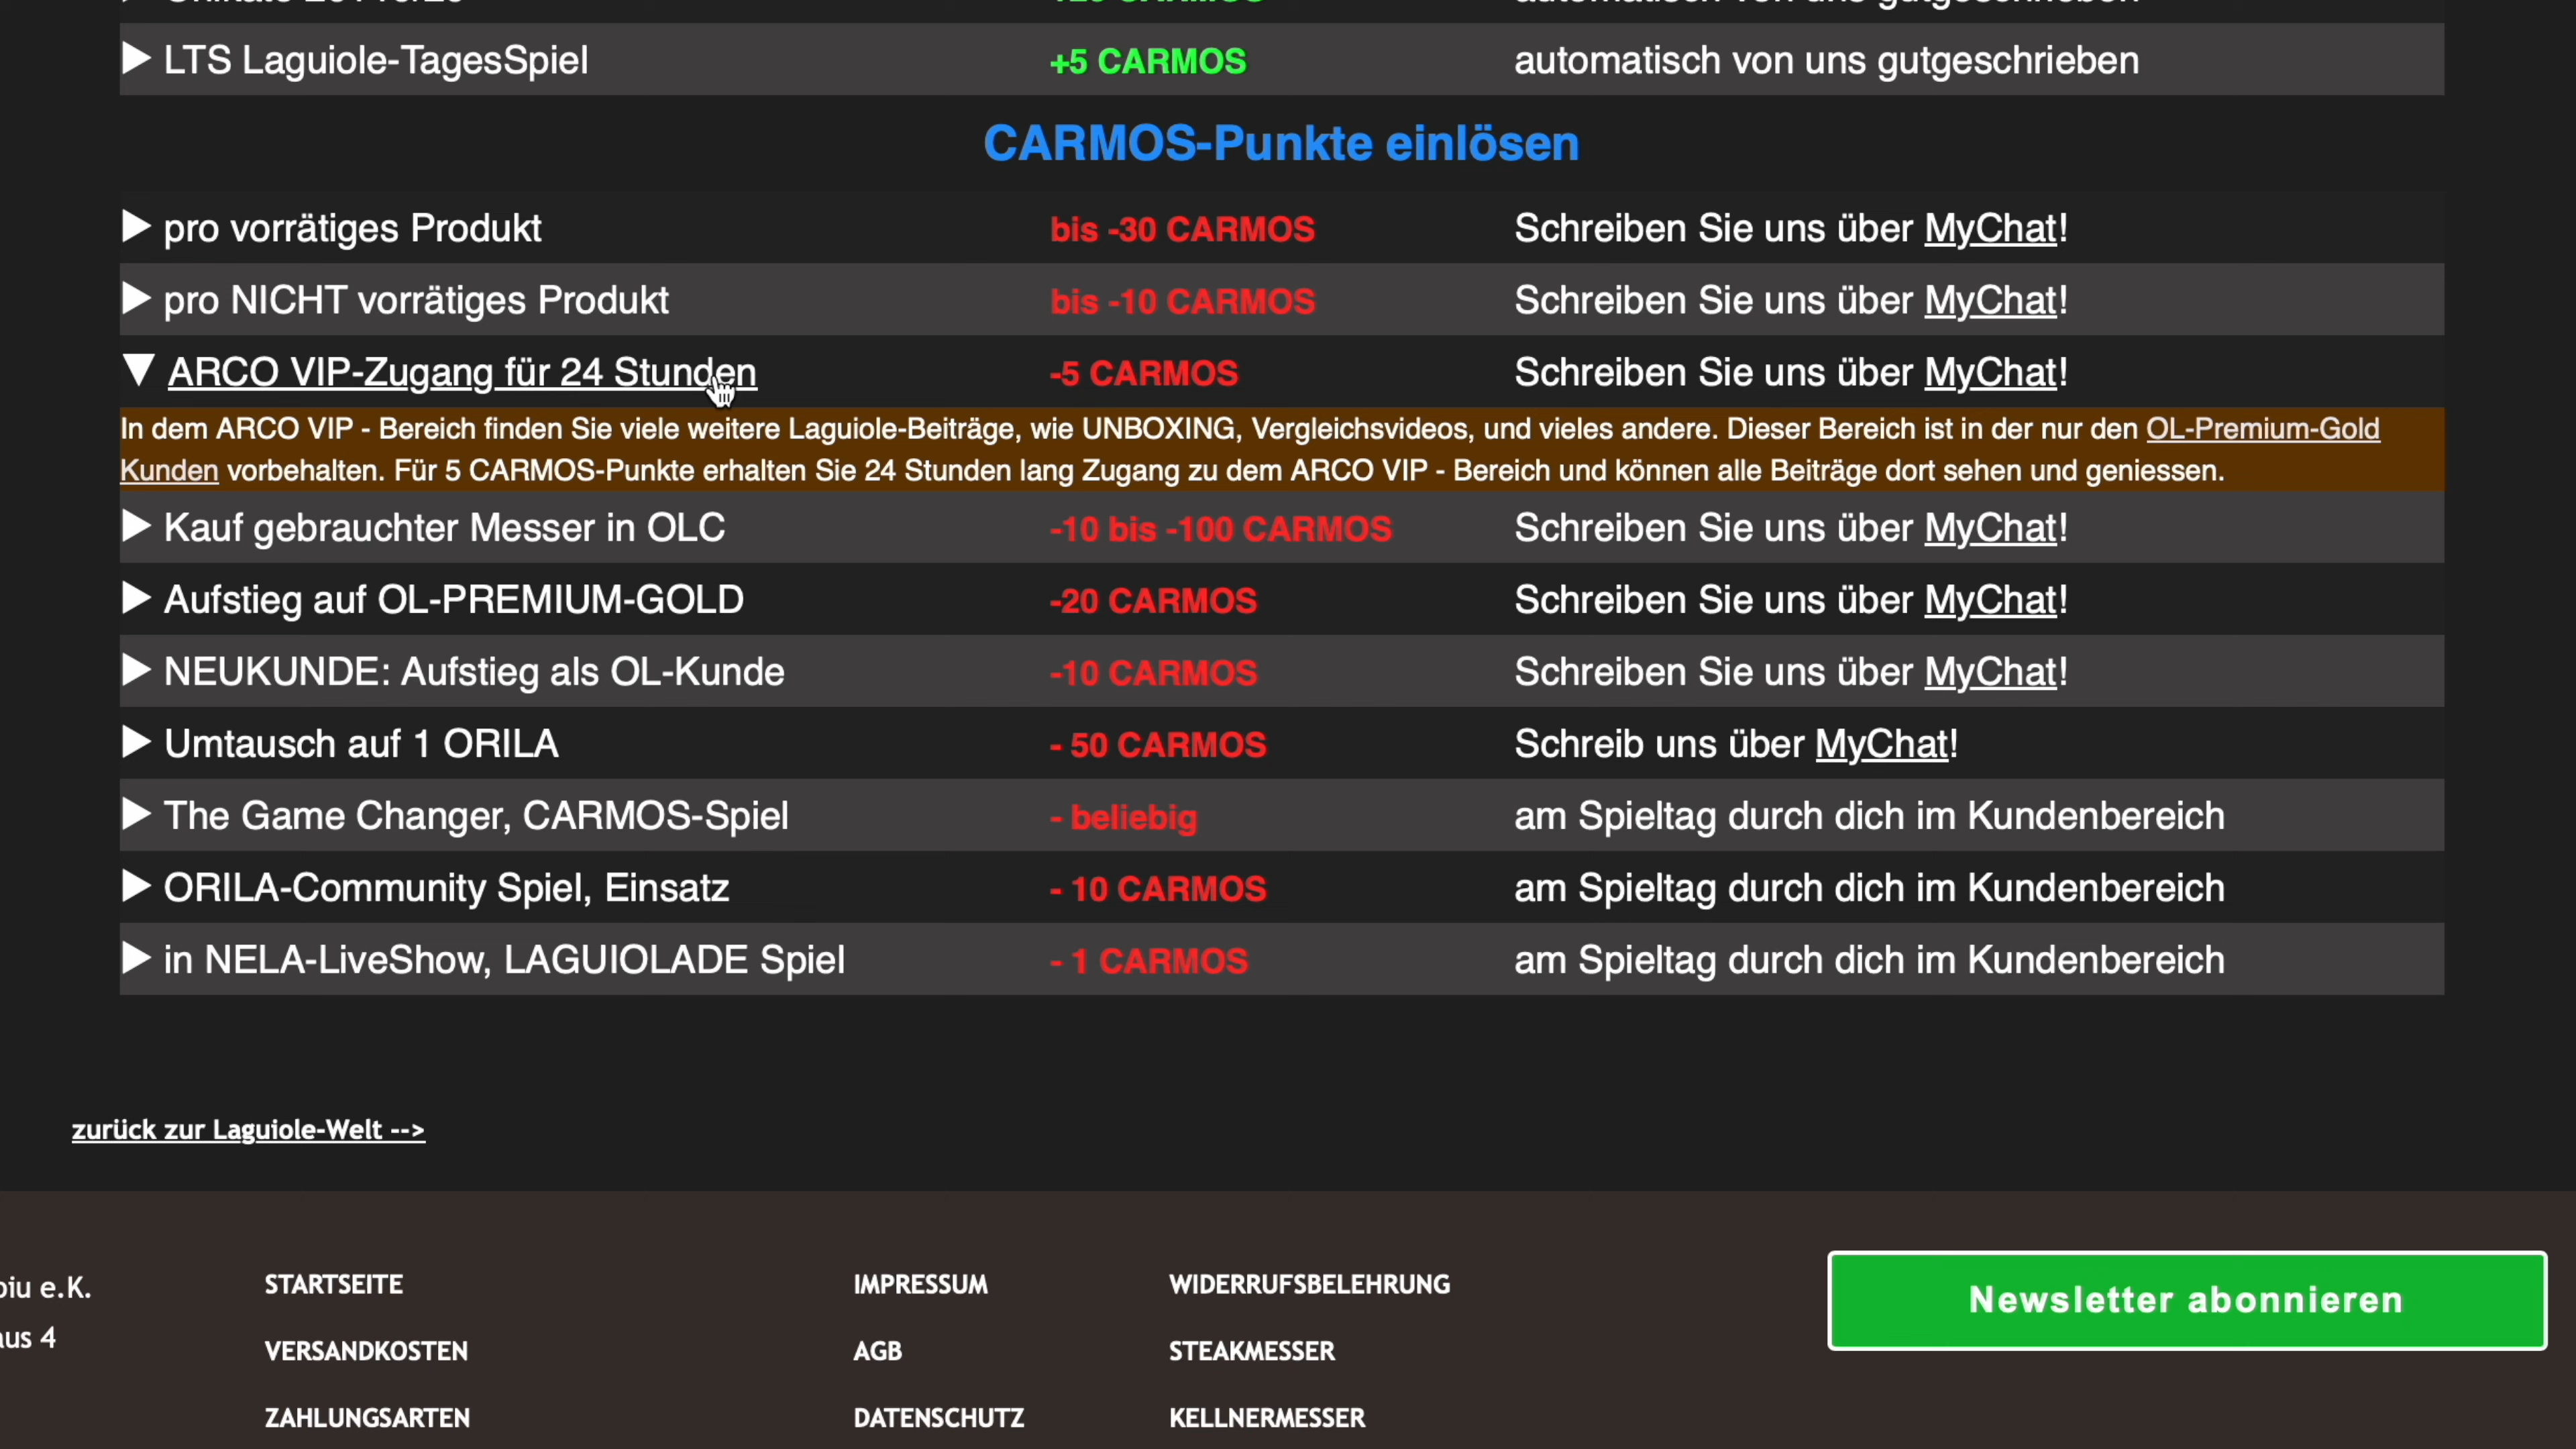 LTS Laguiole-TagesSpiel +5 CARMOS automatisch von uns gutgeschrieben
CARMOS-Punkte einlösen
pro vorrätiges Produkt bis -30 CARMOS Schreiben Sie uns über MyChat!
pro NICHT vorrätiges Produkt bis -10 CARMOS Schreiben Sie uns über MyChat!
ARCO VIP-Zugang für 24 Stunden -5 CARMOS Schreiben Sie uns über MyChat!
In dem ARCO VIP - Bereich finden Sie viele weitere Laguiole-Beiträge, wie UNBOXING, Vergleichsvideos, und vieles andere. Dieser Bereich ist in der nur den OL-Premium-Gold
Kunden vorbehalten. Für 5 CARMOS-Punkte erhalten Sie 24 Stunden lang Zugang zu dem ARCO VIP - Bereich und können alle Beiträge dort sehen und geniessen.
Kauf gebrauchter Messer in OLC -10 bis -100 CARMOS Schreiben Sie uns über MyChat!
Aufstieg auf OL-PREMIUM-GOLD -20 CARMOS Schreiben Sie uns über MyChat!
NEUKUNDE: Aufstieg als OL-Kunde -10 CARMOS Schreiben Sie uns über MyChat!
Umtausch auf 1 ORILA - 50 CARMOS Schreib uns über MyChat!
The Game Changer, CARMOS-Spiel - beliebig am Spieltag durch dich im Kundenbereich
ORILA-Community Spiel, Einsatz - 10 CARMOS am Spieltag durch dich im Kundenbereich
in NELA-LiveShow, LAGUIOLADE Spiel - 1 CARMOS am Spieltag durch dich im Kundenbereich
zurück zur Laguiole-Welt -->
e.K. STARTSEITE IMPRESSUM WIDERRUFSBELEHRUNG Newsletter abonnieren
4 VERSANDKOSTEN AGB STEAKMESSER
ZAHLUNGSARTEN DATENSCHUTZ KELLNERMESSER